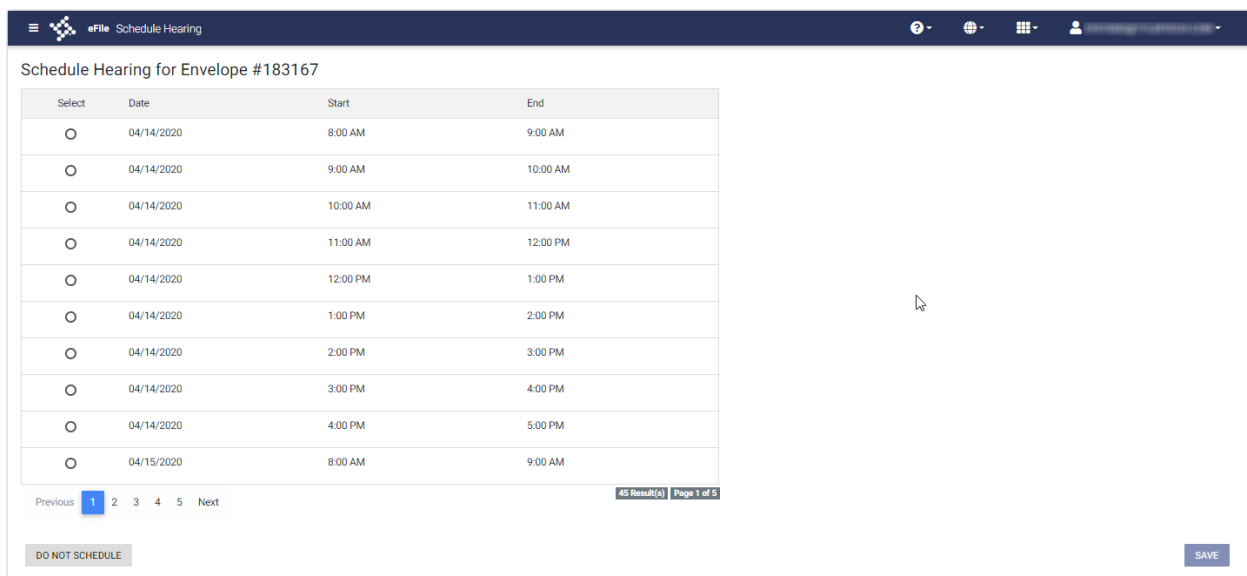 eFile Schedule Hearing
Schedule Hearing for Envelope #183167
Select Date Start End
04/14/2020 8:00 AM 9:00 AM
04/14/2020 9:00 AM 10:00 AM
04/14/2020 10:00 AM 11:00 AM
04/14/2020 11:00 AM 12:00 PM
04/14/2020 12:00 PM 1:00 PM
04/14/2020 1:00 PM 2:00 PM
04/14/2020 2:00 PM 3:00 PM
04/14/2020 3:00 PM 4:00 PM
04/14/2020 4:00 PM 5:00 PM
04/15/2020 8:00 AM 9:00 AM
Previous 1 2 3 4 5 Next 45 Result(s) Page 1 of 5
DO NOT SCHEDULE SAVE